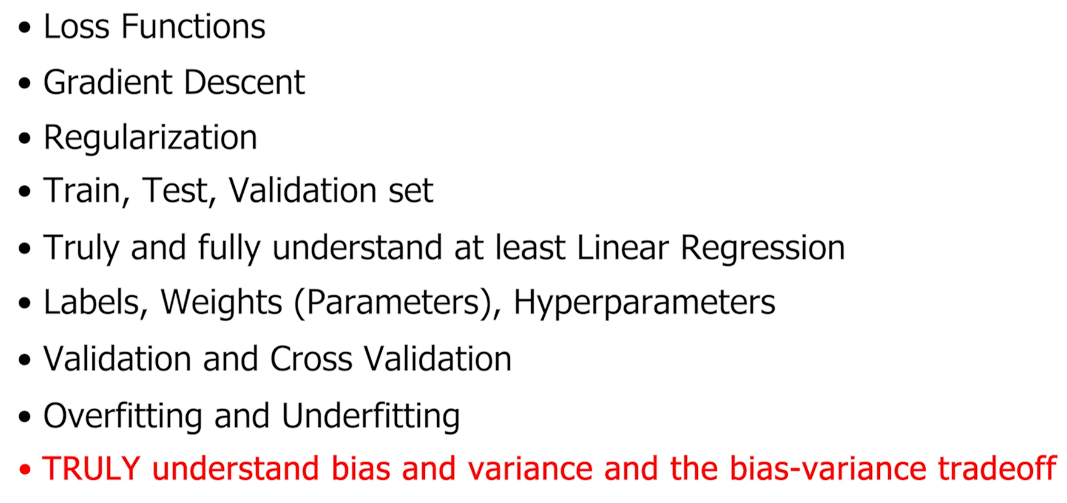 • Loss Functions
• Gradient Descent
• Regularization
• Train, Test, Validation set
• Truly and fully understand at least Linear Regression
• Labels, Weights (Parameters), Hyperparameters
• Validation and Cross Validation
• Overfitting and Underfitting
• TRULY understand bias and variance and the bias-variance tradeoff